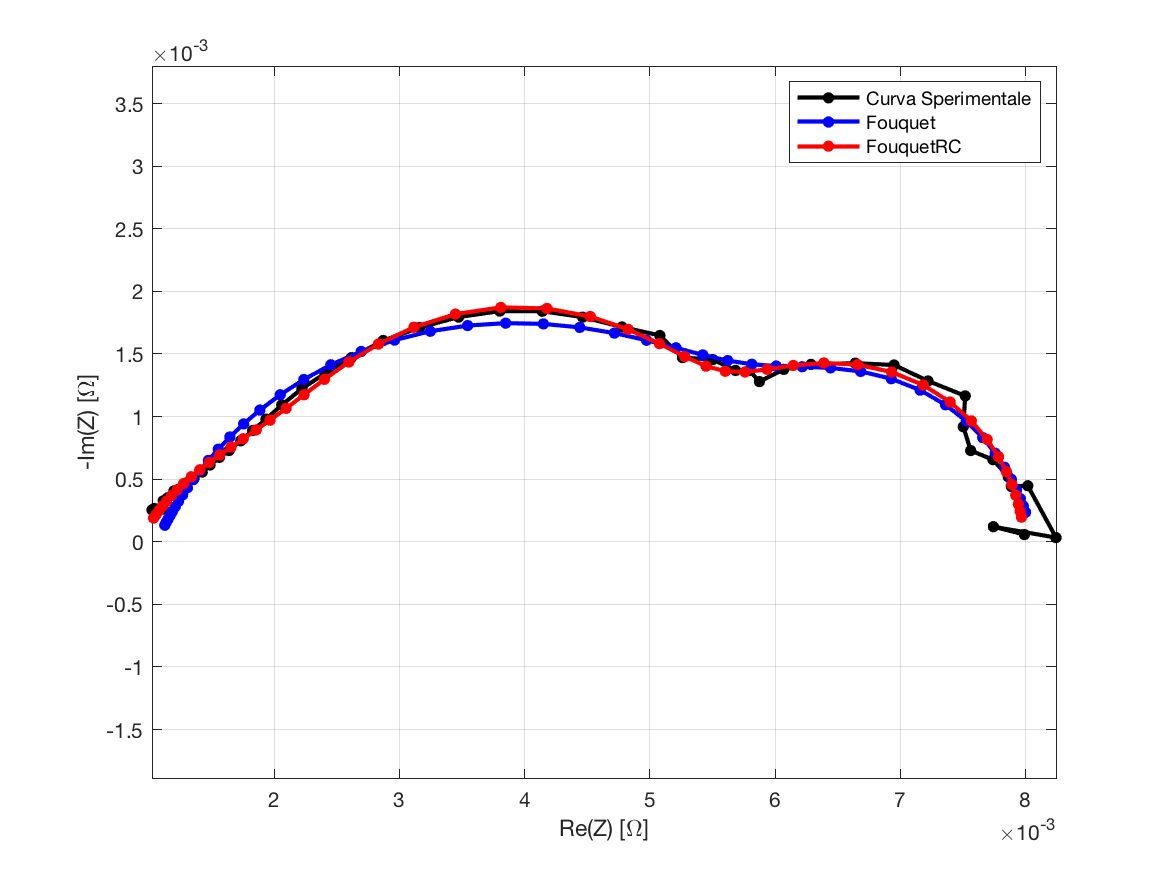 ×10-3
3.5
3
2.5
2
1.5
1
0.5
0
-0.5
-1
-1.5
-Im(Z) [Ω]
Curva Sperimentale
Fouquet
FouquetRC
2 3 4 5 6 7 8
Re(Z) [Ω]
×10-3